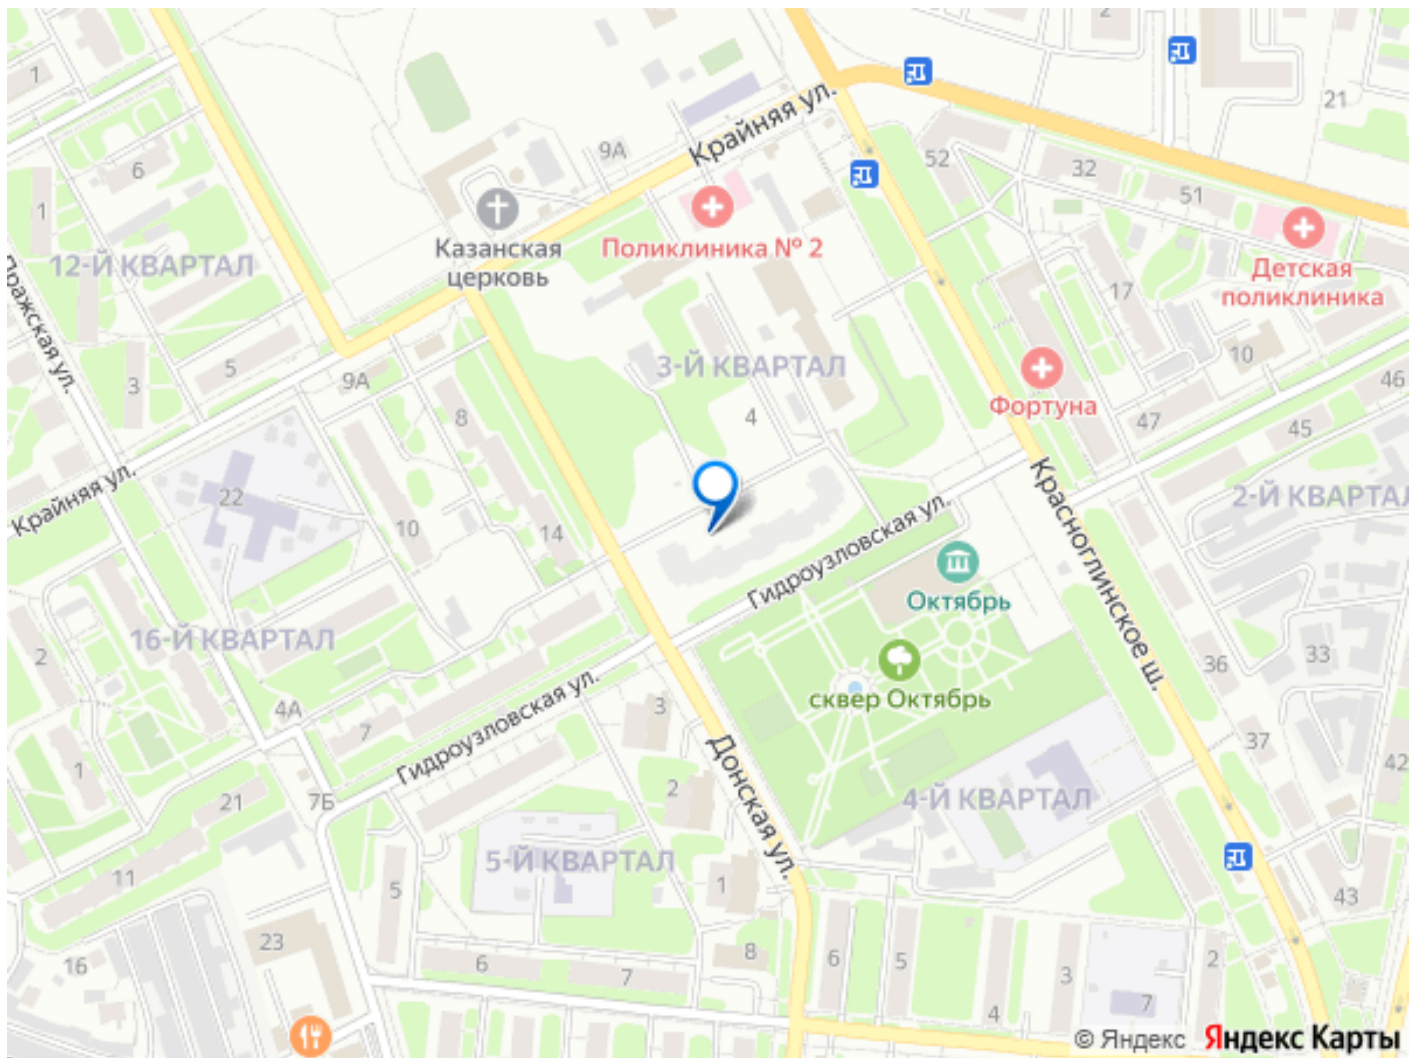 2
1
21
Крайняя ул.
9А
52
32
6
51
1
Казанская
церковь
Поликлиника № 2
12-Й КВАРТАЛ
Детская
поликлиника
17
Пражская ул.
3-Й КВАРТАЛ
10
5
9А
3
46
Фортуна
8
4
47
45
Крайняя ул.
22
2-Й КВАРТАЛ
10
14
Гидроузловская ул.
Красноглинское ш.
Октябрь
16-Й КВАРТАЛ
2
33
36
сквер Октябрь
4А
3
7
Гидроузловская ул.
Донская ул.
37
42
1
21
7Б
2
4-Й КВАРТАЛ
5-Й КВАРТАЛ
11
5
1
43
23
8
6
5
3
2
16
6
7
4
7
© Яндекс Яндекс Карты